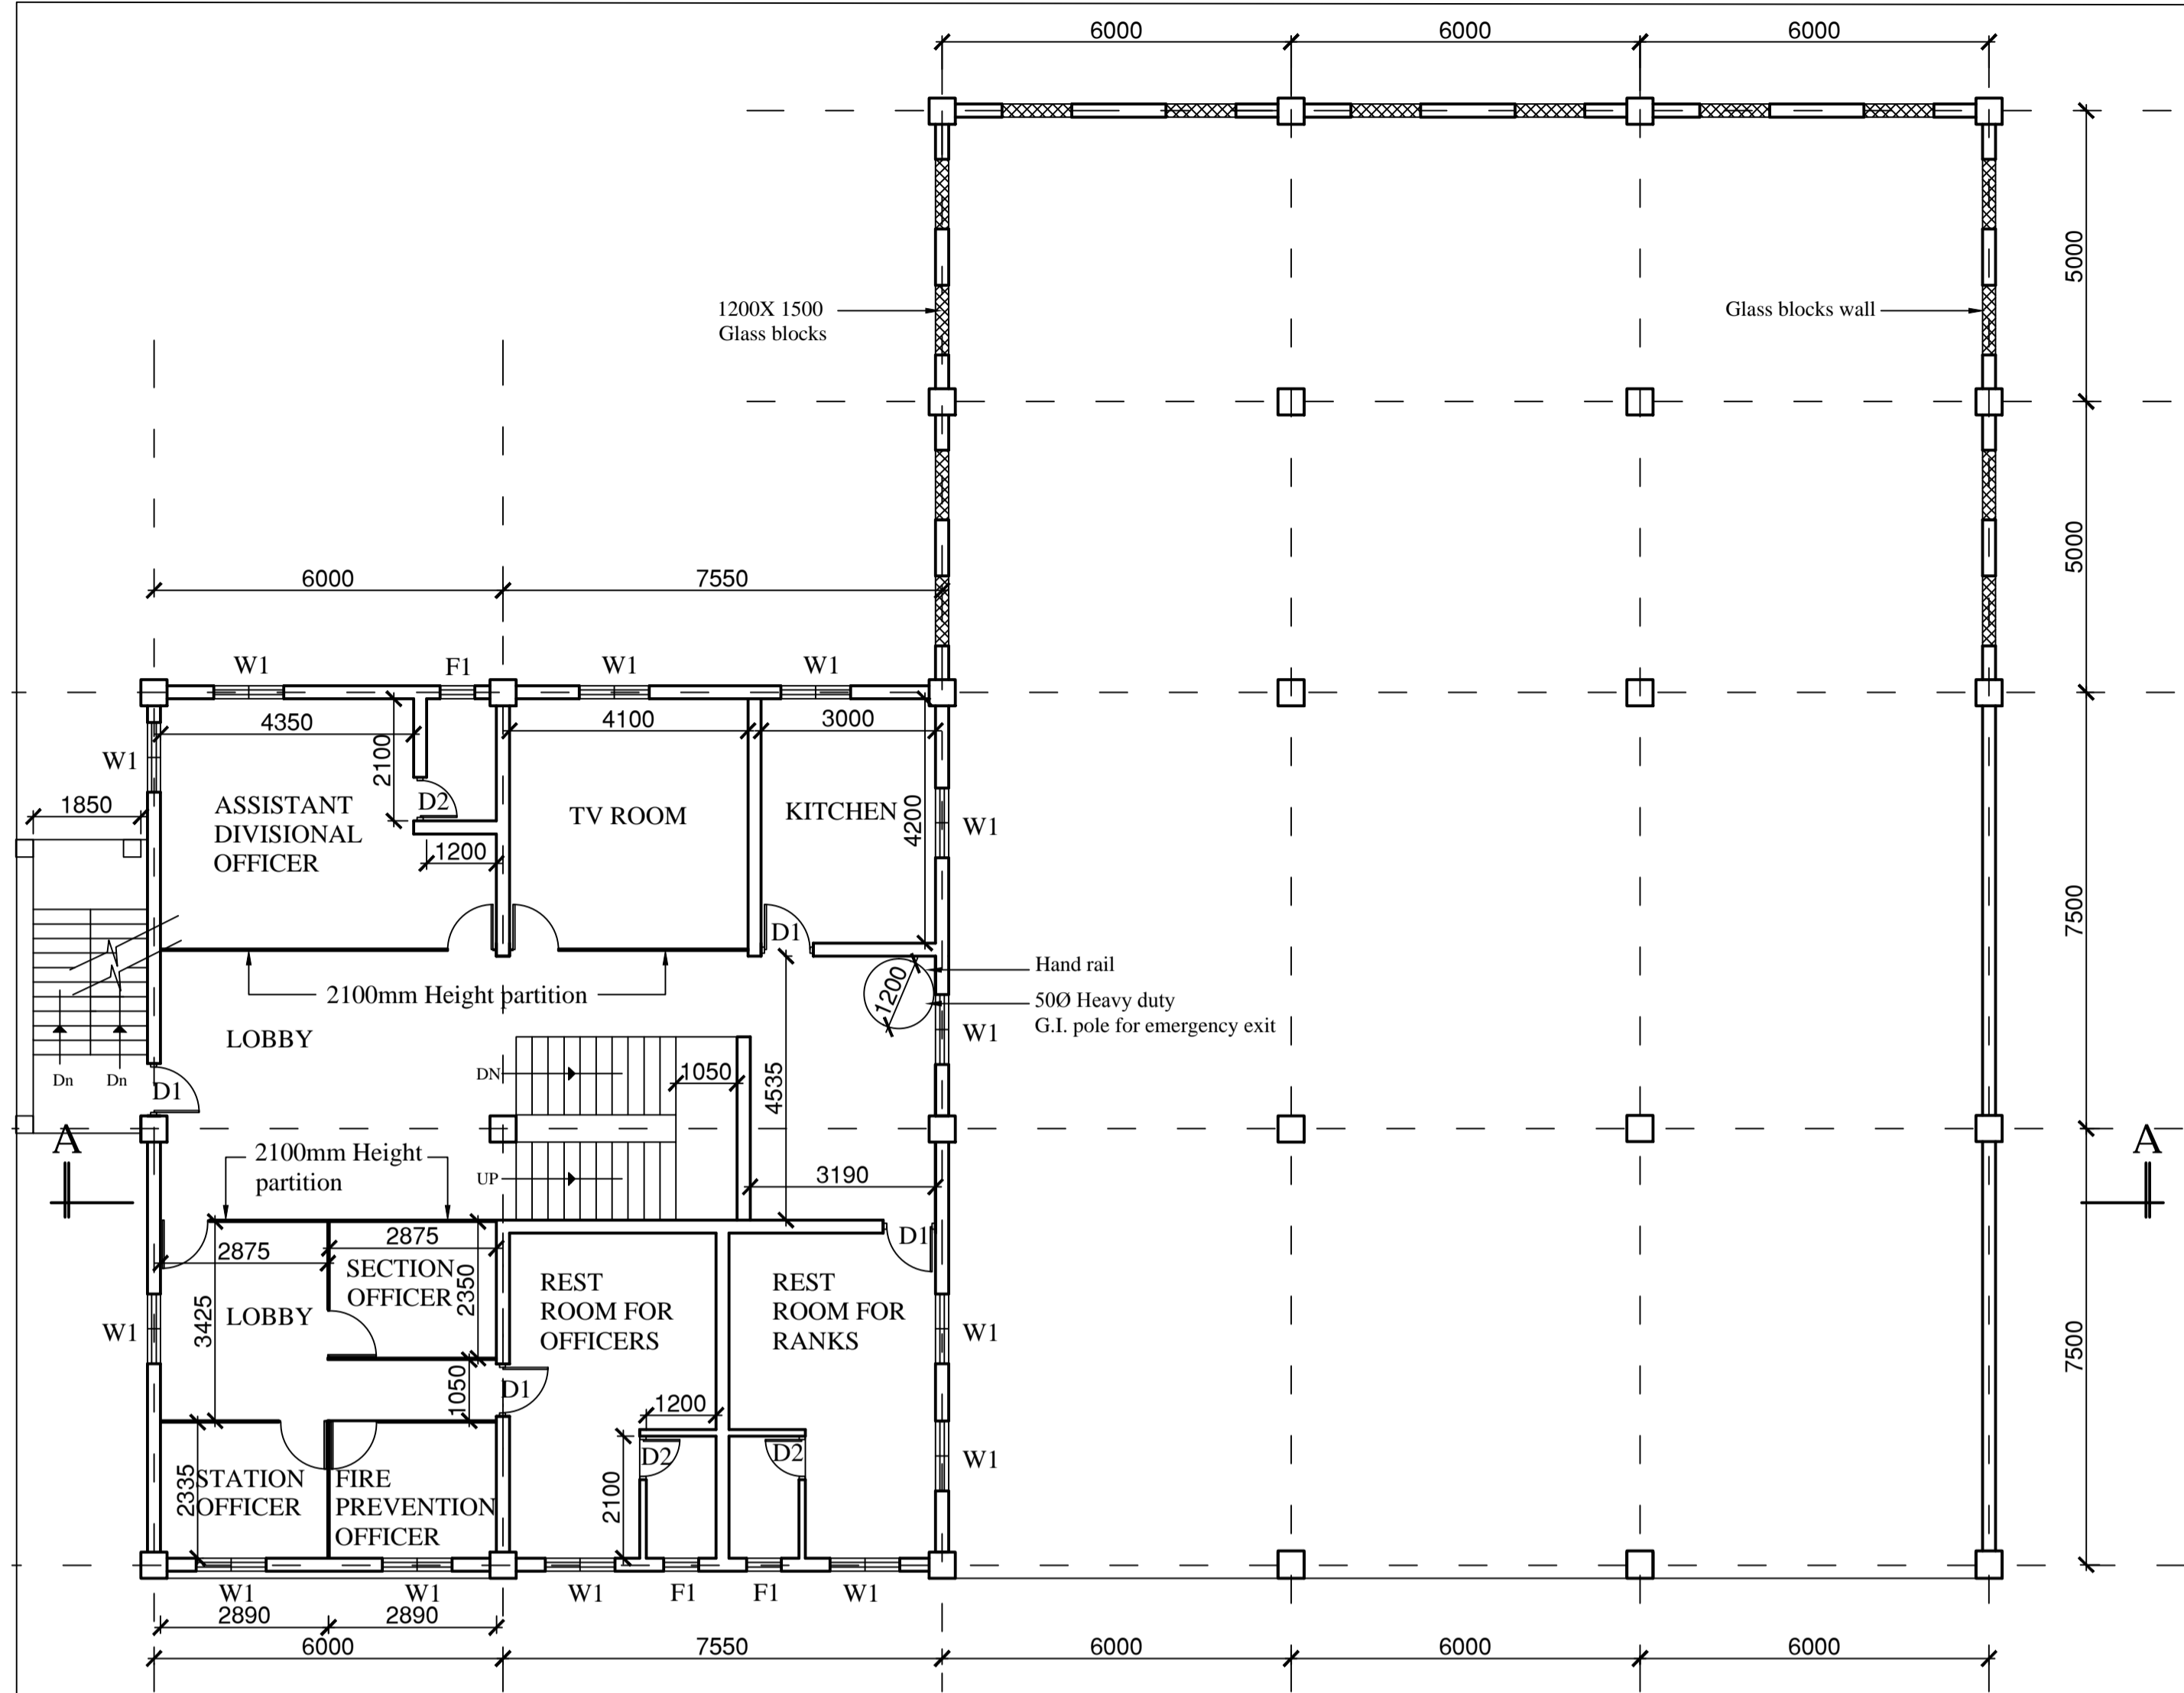 6000
6000
6000
5000
1200X 1500
Glass blocks
Glass blocks wall
5000
6000
7550
W1
F1
W1
W1
4350
4100
3000
2100
W1
1850
ASSISTANT
DIVISIONAL
OFFICER
D2
TV ROOM
KITCHEN
4200
W1
1200
7500
D1
Hand rail
1200
50Ø Heavy duty
G.I. pole for emergency exit
2100mm Height partition
LOBBY
W1
DN
1050
4535
Dn
Dn
D1
A
2100mm Height
partition
UP
3190
A
2875
2875
D1
SECTION
OFFICER
2350
REST
ROOM FOR
OFFICERS
REST
ROOM FOR
RANKS
LOBBY
3425
W1
W1
7500
1050
D1
1200
D2
D2
W1
2335
STATION
OFFICER
FIRE
PREVENTION
OFFICER
2100
W1
W1
W1
F1
F1
W1
2890
2890
6000
7550
6000
6000
6000